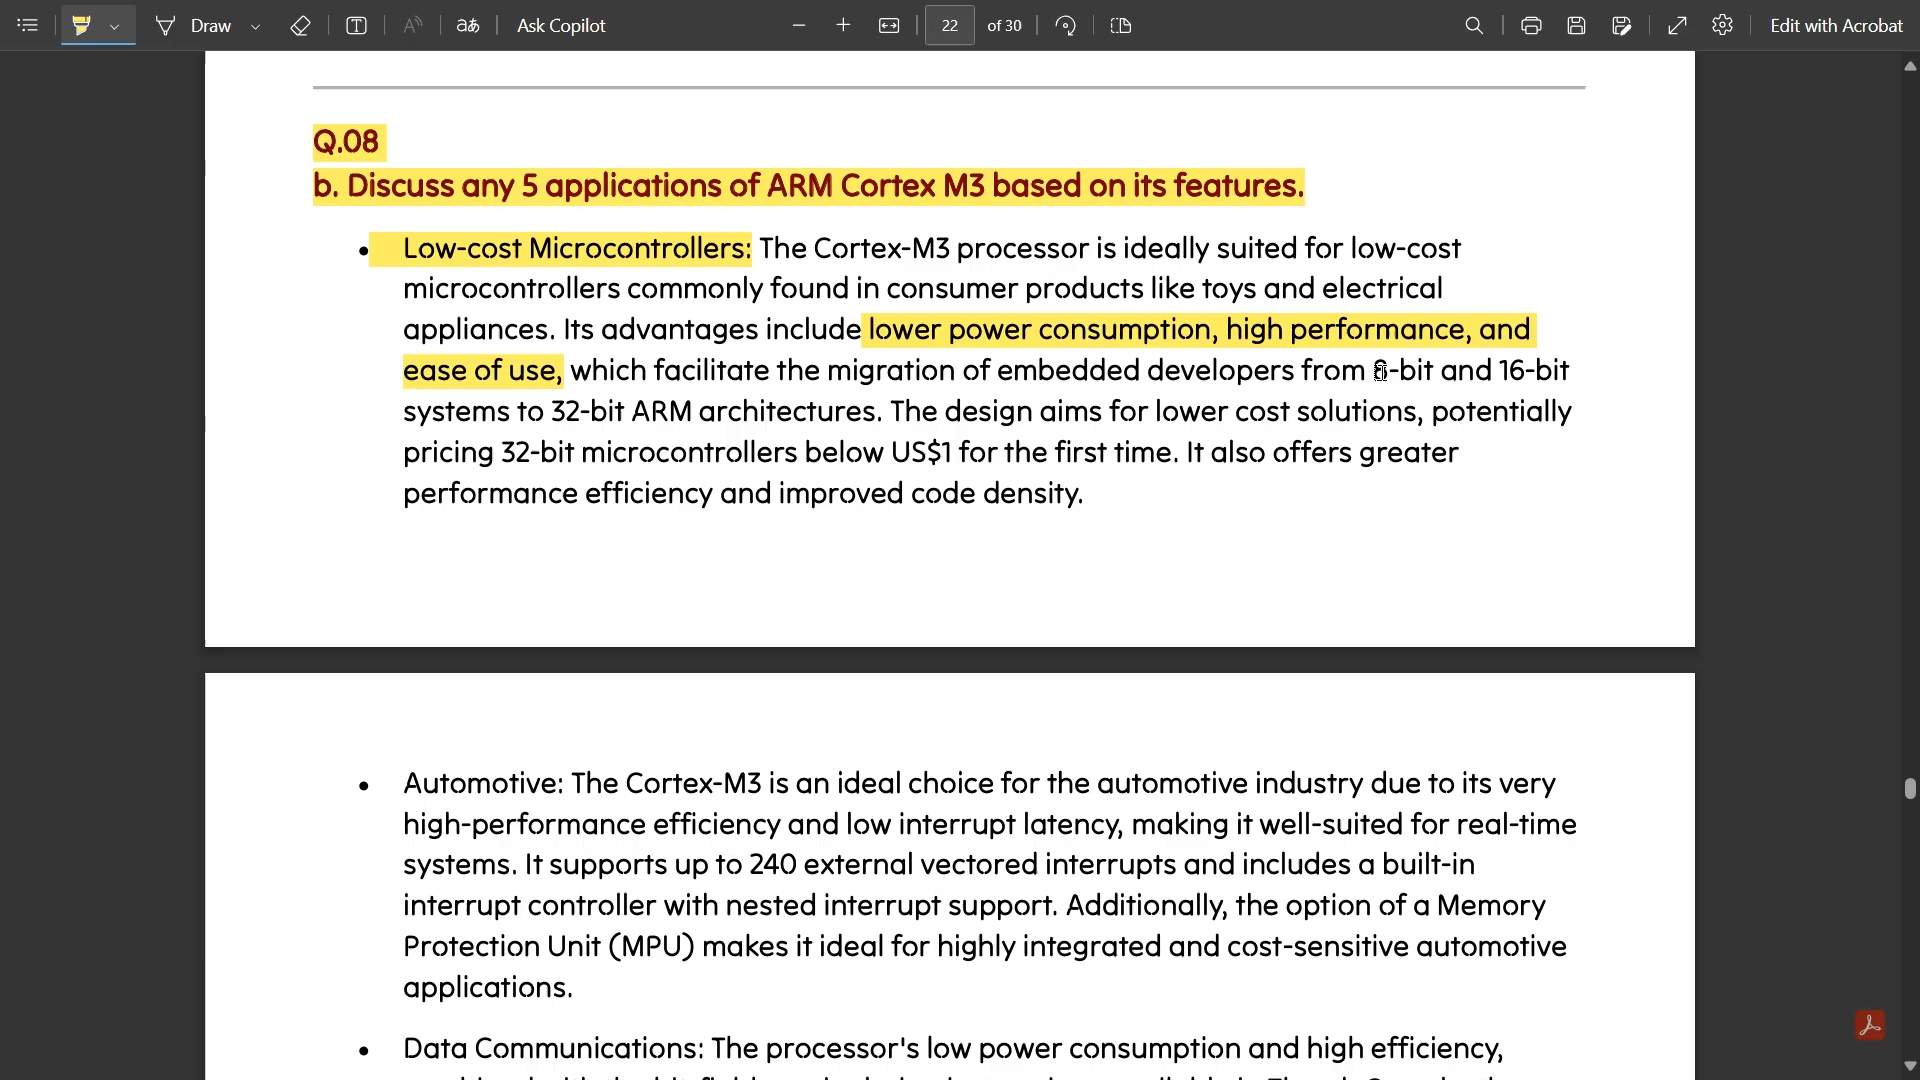 Draw
Ask Copilot
22 of 30
Edit with Acrobat
Q.08
b. Discuss any 5 applications of ARM Cortex M3 based on its features.
• Low-cost Microcontrollers: The Cortex-M3 processor is ideally suited for low-cost
microcontrollers commonly found in consumer products like toys and electrical
appliances. Its advantages include lower power consumption, high performance, and
ease of use, which facilitate the migration of embedded developers from 8-bit and 16-bit
systems to 32-bit ARM architectures. The design aims for lower cost solutions, potentially
pricing 32-bit microcontrollers below US$1 for the first time. It also offers greater
performance efficiency and improved code density.
• Automotive: The Cortex-M3 is an ideal choice for the automotive industry due to its very
high-performance efficiency and low interrupt latency, making it well-suited for real-time
systems. It supports up to 240 external vectored interrupts and includes a built-in
interrupt controller with nested interrupt support. Additionally, the option of a Memory
Protection Unit (MPU) makes it ideal for highly integrated and cost-sensitive automotive
applications.
• Data Communications: The processor's low power consumption and high efficiency,